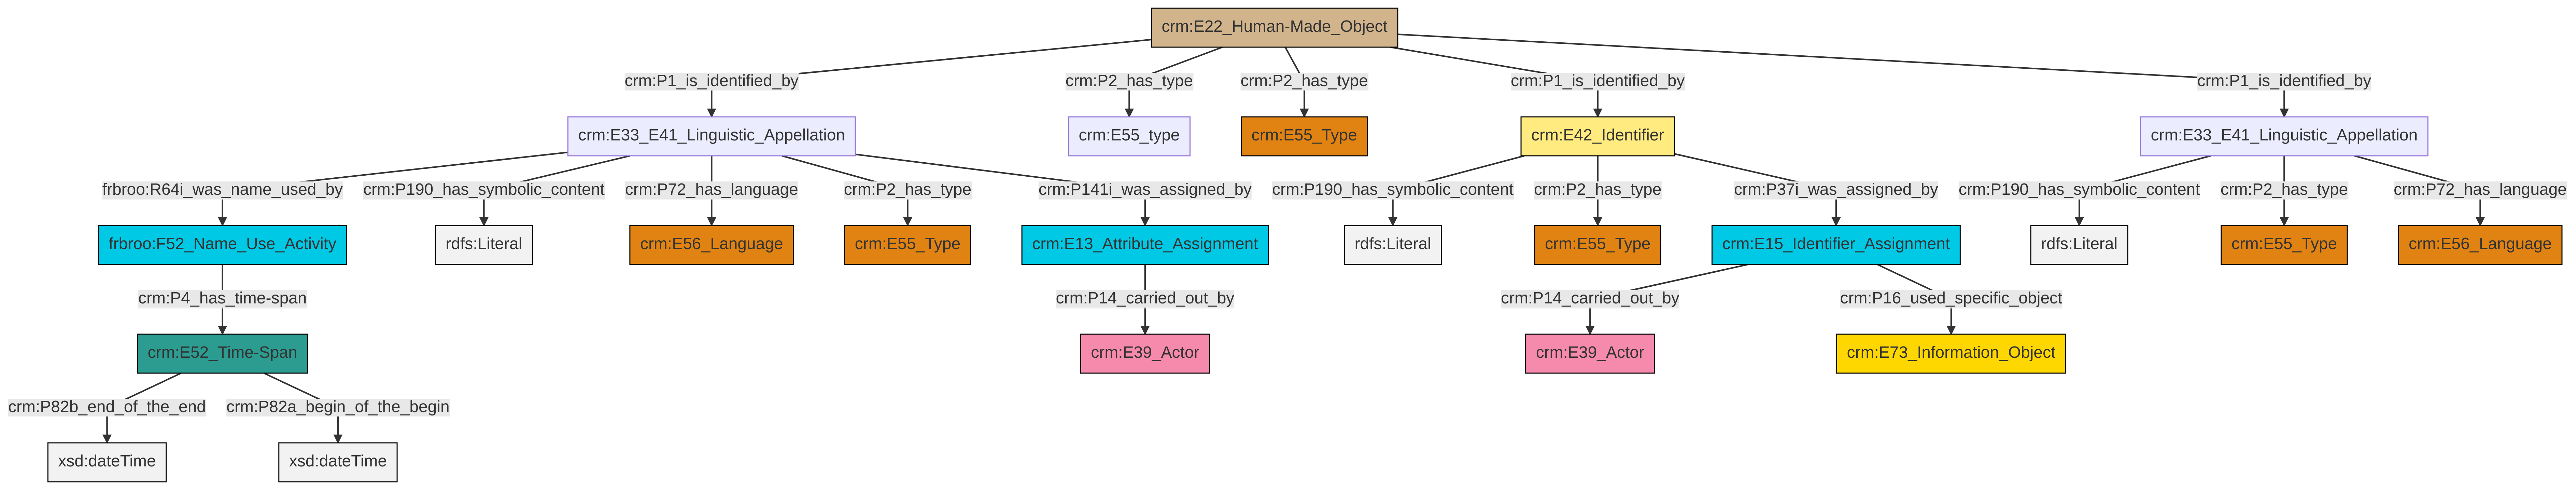 crm:E22_Human-Made_Object
crm:P1_is_identified_by
crm:P2_has_type
crm:P2_has_type
crm:P1_is_identified_by
crm:P1_is_identified_by
crm:E33_E41_Linguistic_Appellation
crm:E55_type
crm:E55_Type
crm:E42_Identifier
crm:E33_E41_Linguistic_Appellation
frbroo:R64i_was_name_used_by
crm:P190_has_symbolic_content
crm:P72_has_language
crm:P2_has_type
crm:P141i_was_assigned_by
crm:P190_has_symbolic_content
crm:P2_has_type
crm:P37i_was_assigned_by
crm:P190_has_symbolic_content
crm:P2_has_type
crm:P72_has_language
frbroo:F52_Name_Use_Activity
rdfs:Literal
crm:E56_Language
crm:E55_Type
crm:E13_Attribute_Assignment
rdfs:Literal
crm:E55_Type
crm:E15_Identifier_Assignment
rdfs:Literal
crm:E55_Type
crm:E56_Language
crm:P4_has_time-span
crm:P14_carried_out_by
crm:P14_carried_out_by
crm:P16_used_specific_object
crm:E52_Time-Span
crm:E39_Actor
crm:E39_Actor
crm:E73_Information_Object
crm:P82b_end_of_the_end
crm:P82a_begin_of_the_begin
xsd:dateTime
xsd:dateTime